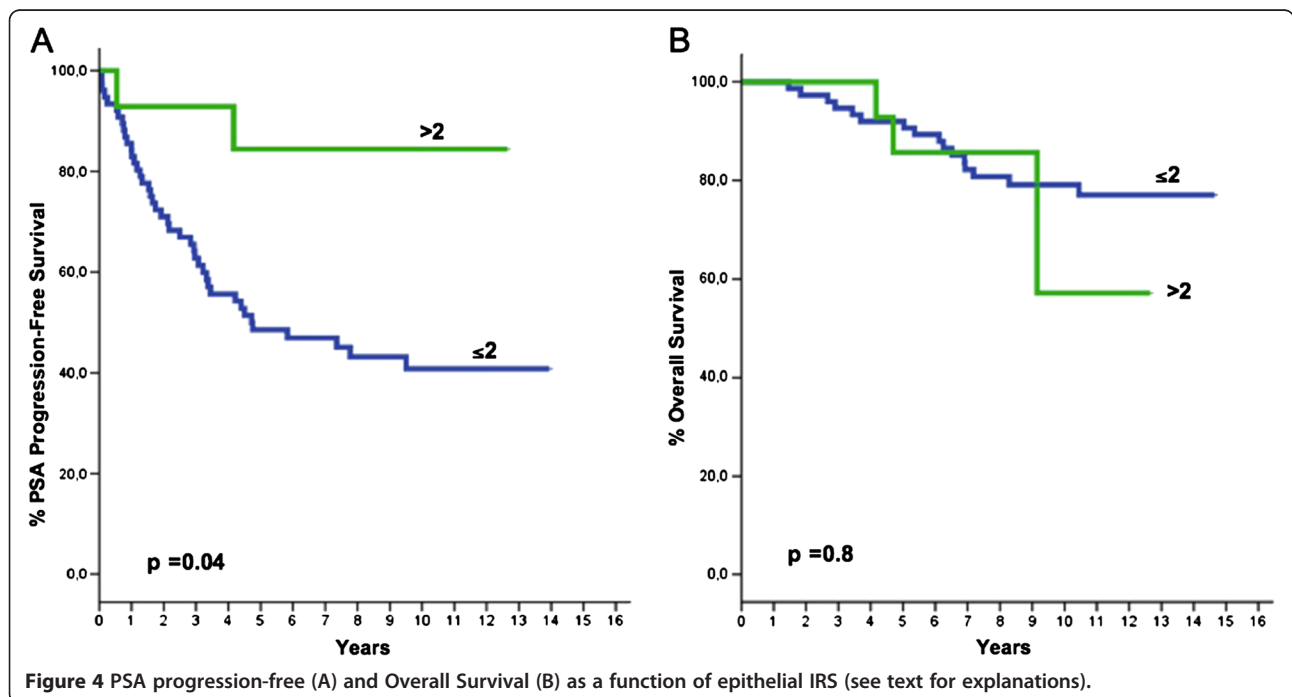 A
% PSA Progression-Free Survival
100,0
80,0
60,0
40,0
20,0
0,0
>2
≤2
p =0.04
0 1 2 3 4 5 6 7 8 9 10 11 12 13 14 15 16
Years
B
% Overall Survival
100,0
80,0
60,0
40,0
20,0
0,0
≤2
>2
p =0.8
0 1 2 3 4 5 6 7 8 9 10 11 12 13 14 15 16
Years
Figure 4 PSA progression-free (A) and Overall Survival (B) as a function of epithelial IRS (see text for explanations).